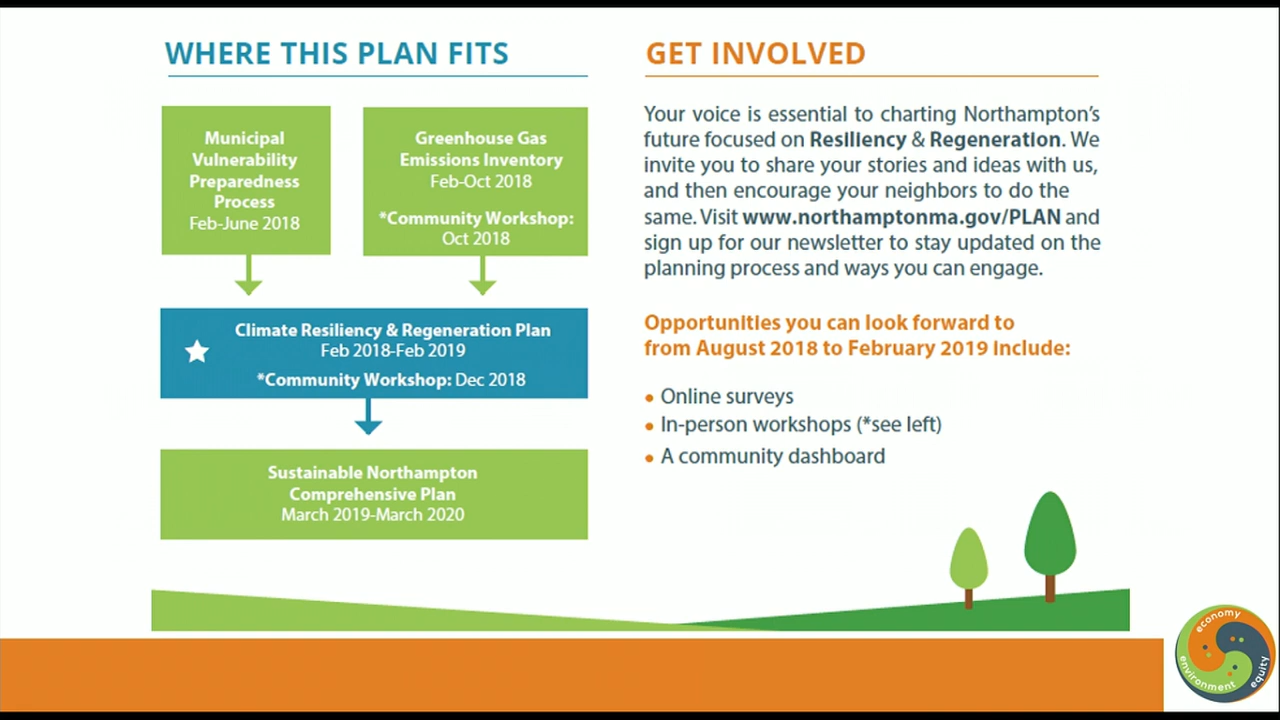 WHERE THIS PLAN FITS
Municipal
Vulnerability
Preparedness
Process
Feb-June 2018
Greenhouse Gas
Emissions Inventory
Feb-Oct 2018
*Community Workshop:
Oct 2018
Climate Resiliency & Regeneration Plan
Feb 2018-Feb 2019
*Community Workshop: Dec 2018
Sustainable Northampton
Comprehensive Plan
March 2019-March 2020
GET INVOLVED
Your voice is essential to charting Northampton's
future focused on Resiliency & Regeneration. We
invite you to share your stories and ideas with us,
and then encourage your neighbors to do the
same. Visit www.northamptonma.gov/PLAN and
sign up for our newsletter to stay updated on the
planning process and ways you can engage.
Opportunities you can look forward to
from August 2018 to February 2019 Include:
• Online surveys
• In-person workshops (*see left)
• A community dashboard
economy
environment
equity